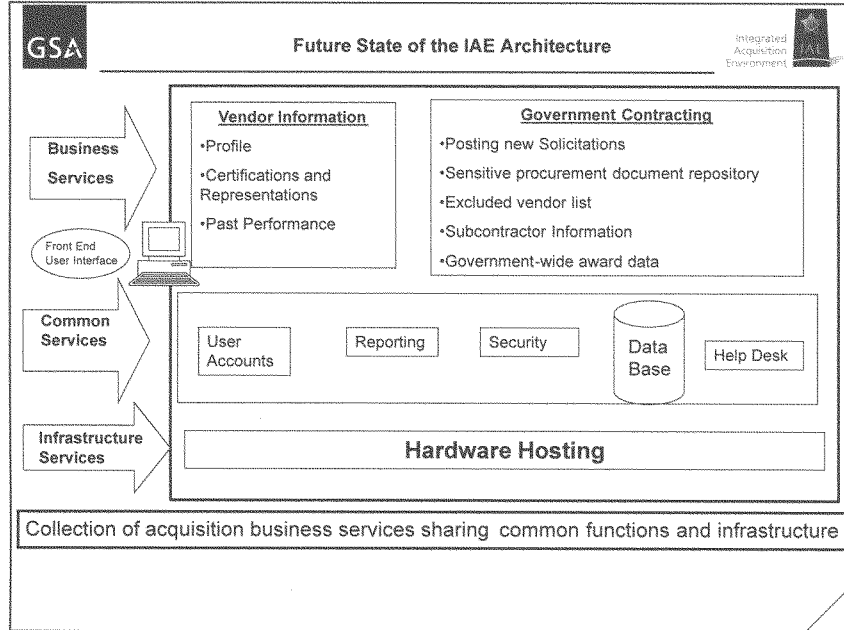 GSA
Future State of the IAE Architecture
Integrated
Acquisition
Environment
IAE
Business
Services
Vendor Information
•Profile
•Certifications and
Representations
•Past Performance
Government Contracting
•Posting new Solicitations
•Sensitive procurement document repository
•Excluded vendor list
•Subcontractor Information
•Government-wide award data
Front End
User Interface
Common
Services
User
Accounts
Reporting
Security
Data
Base
Help Desk
Infrastructure
Services
Hardware Hosting
Collection of acquisition business services sharing common functions and infrastructure